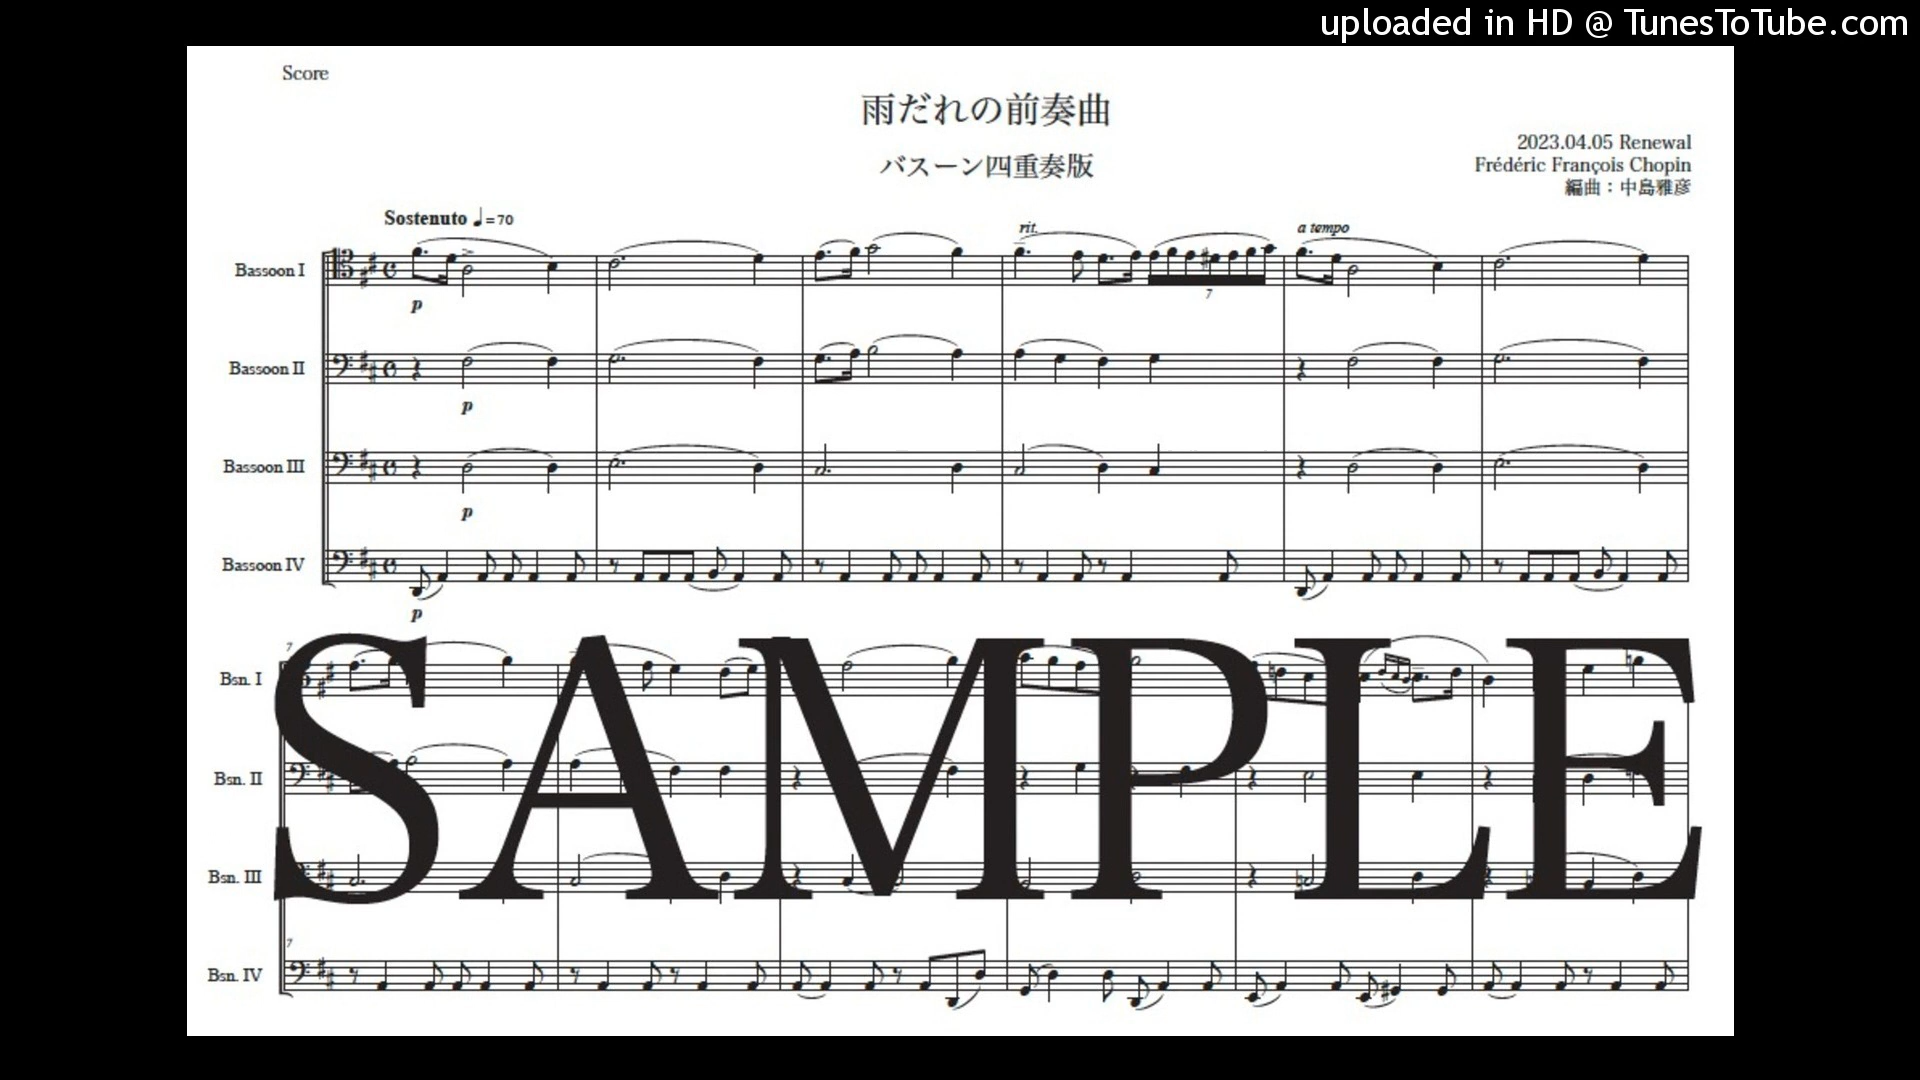 uploaded in HD @ TunesToTube.com
Score
雨だれの前奏曲
バスーン四重奏版
2023.04.05 Renewal
Frédéric François Chopin
編曲：中島雅彦
Sostenuto ♩=70
rit.
a tempo
Bassoon I
p
Bassoon II
p
Bassoon III
p
Bassoon IV
p
7
7
Bsn. I
Bsn. II
Bsn. III
7
Bsn. IV
SAMPLE